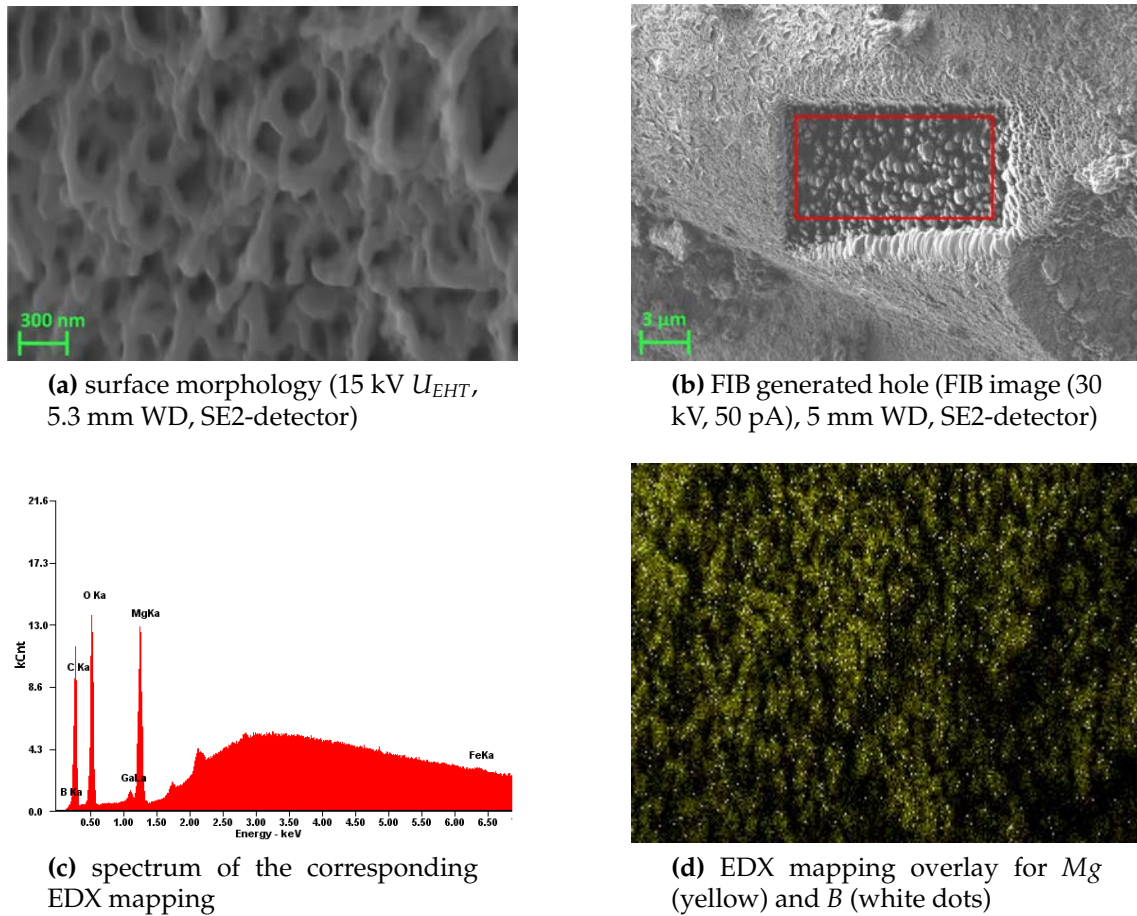 300 nm
3 µm
(a) surface morphology (15 kV U_EHT,
5.3 mm WD, SE2-detector)
(b) FIB generated hole (FIB image (30
kV, 50 pA), 5 mm WD, SE2-detector)
21.6
17.3
13.0
8.6
4.3
0.0
kCnt
O Ka
MgKa
C Ka
GaLa
B Ka
FeKa
0.50 1.00 1.50 2.00 2.50 3.00 3.50 4.00 4.50 5.00 5.50 6.00 6.50
Energy - keV
(c) spectrum of the corresponding
EDX mapping
(d) EDX mapping overlay for Mg
(yellow) and B (white dots)